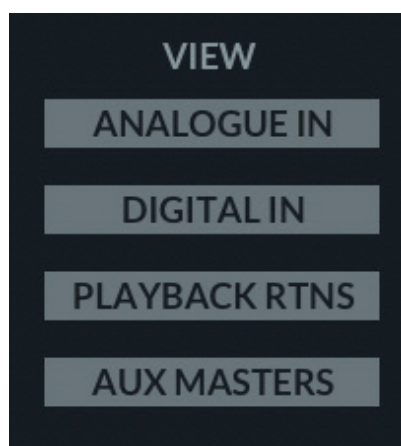 VIEW
ANALOGUE IN
DIGITAL IN
PLAYBACK RTNS
AUX MASTERS